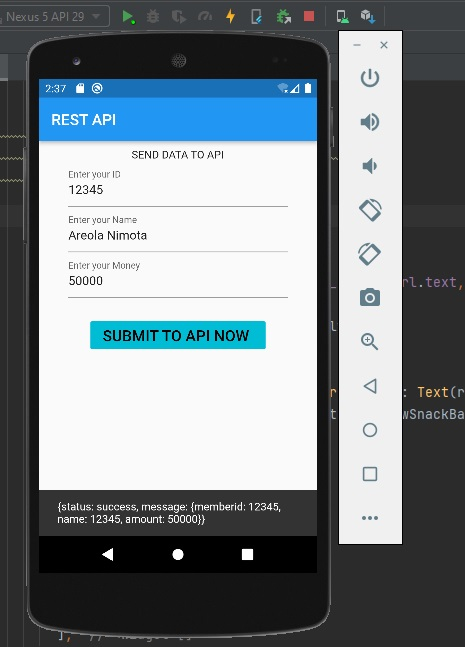 Nexus 5 API 29
2:37
REST API
SEND DATA TO API
Enter your ID
12345
Enter your Name
Areola Nimota
Enter your Money
50000
SUBMIT TO API NOW
{status: success, message: {memberid: 12345,
name: 12345, amount: 50000}}
rl.text,
: Text(r
wSnackBa